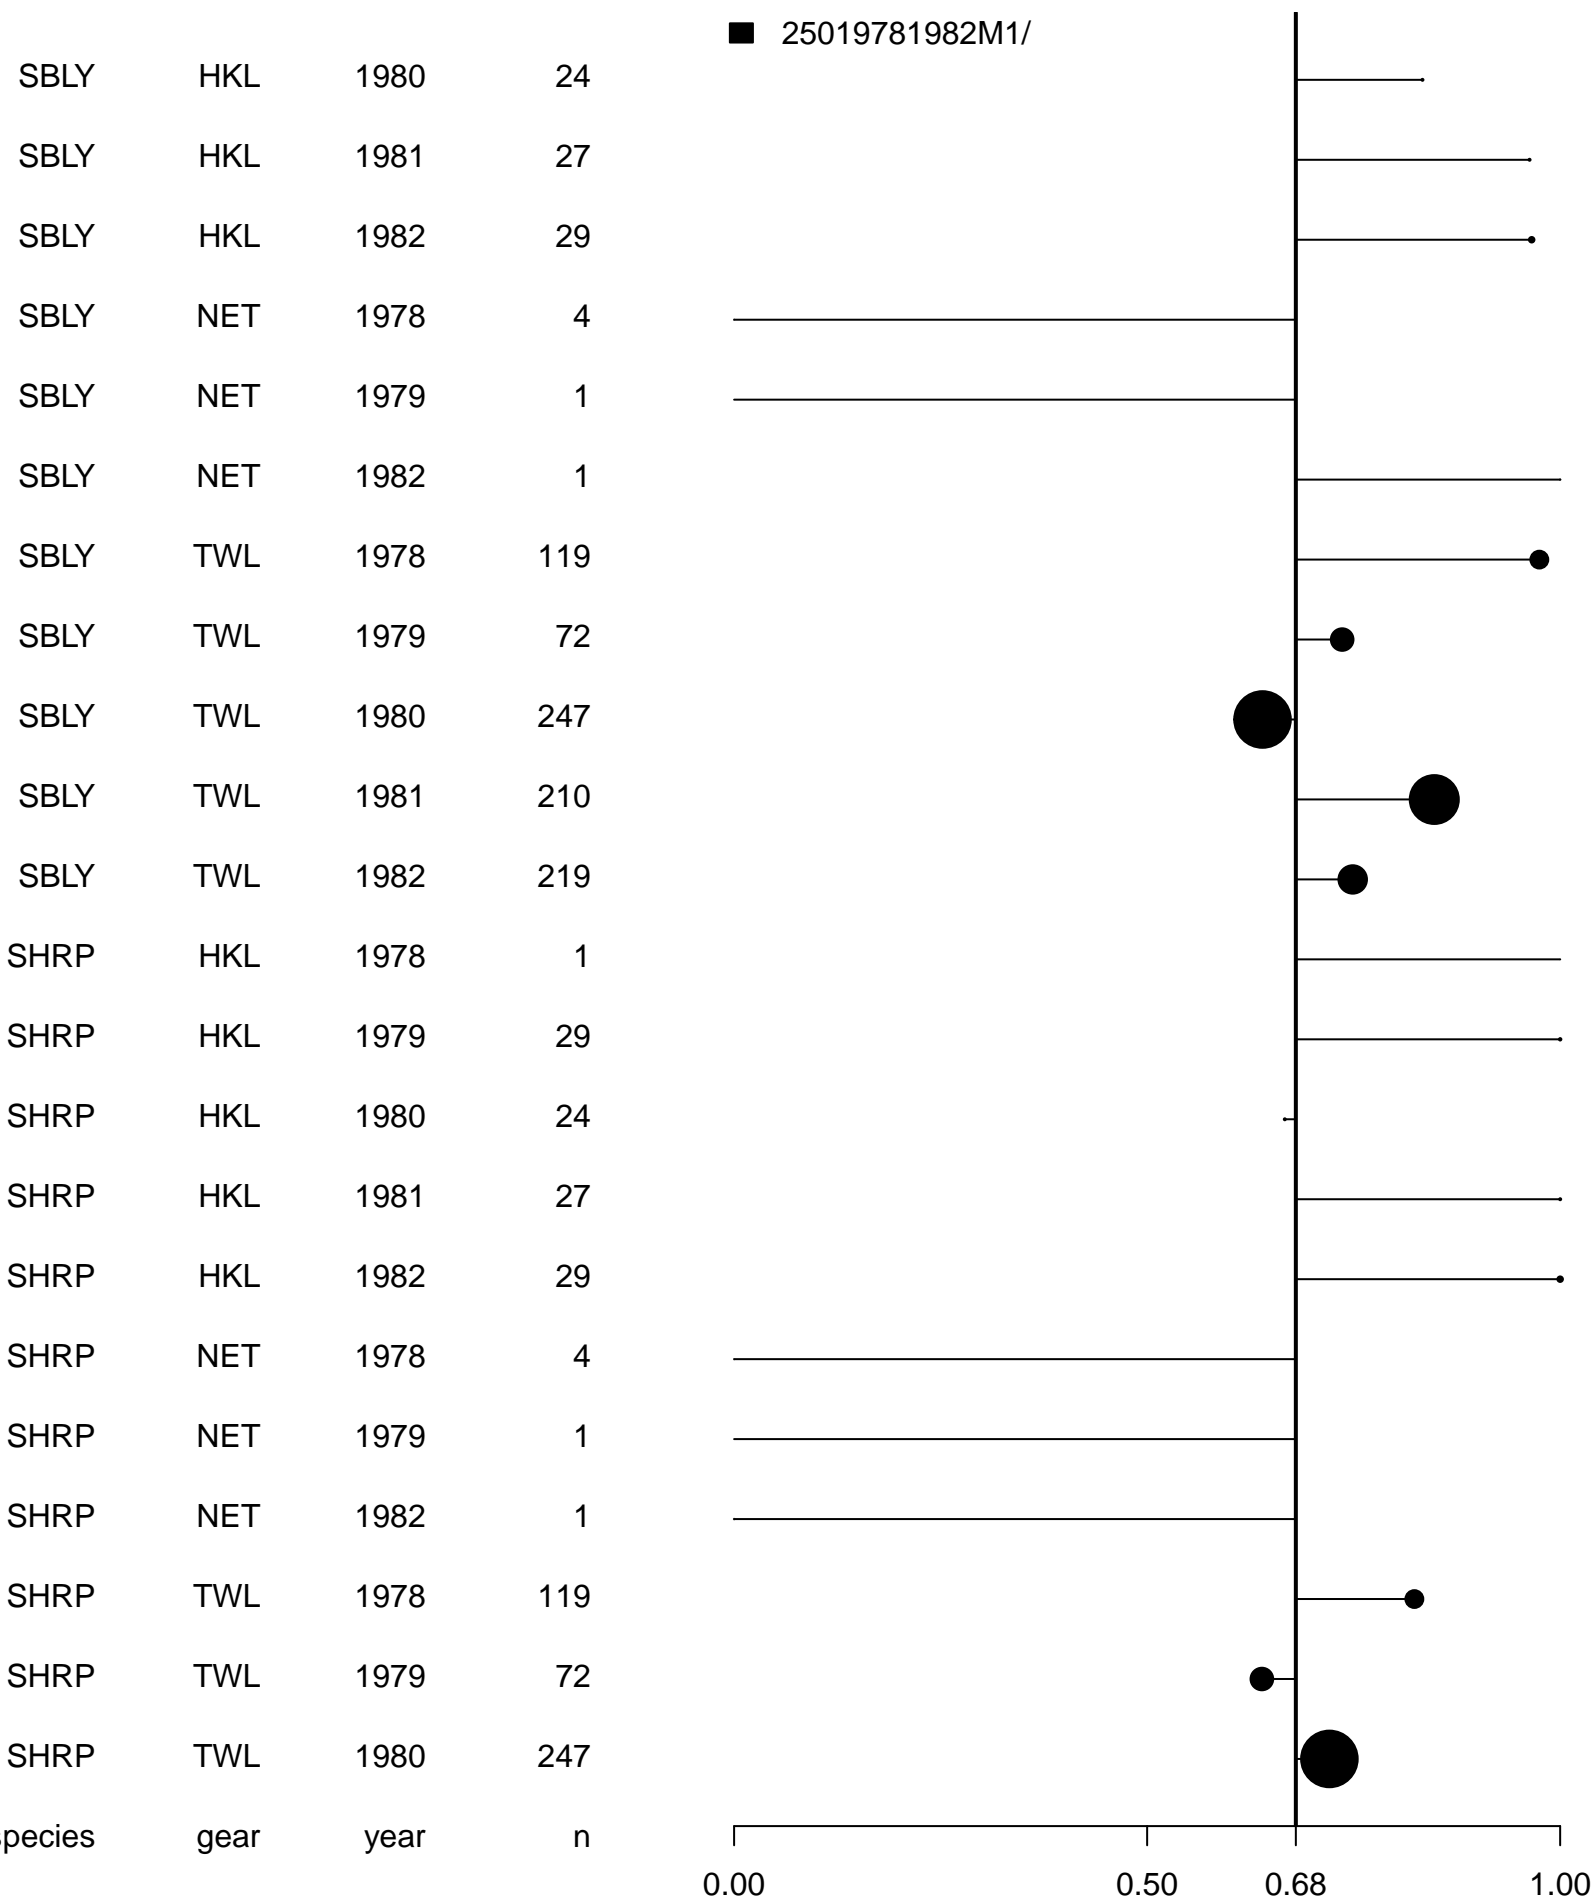 25019781982M1/
SBLY HKL 1980 24
SBLY HKL 1981 27
SBLY HKL 1982 29
SBLY NET 1978 4
SBLY NET 1979 1
SBLY NET 1982 1
SBLY TWL 1978 119
SBLY TWL 1979 72
SBLY TWL 1980 247
SBLY TWL 1981 210
SBLY TWL 1982 219
SHRP HKL 1978 1
SHRP HKL 1979 29
SHRP HKL 1980 24
SHRP HKL 1981 27
SHRP HKL 1982 29
SHRP NET 1978 4
SHRP NET 1979 1
SHRP NET 1982 1
SHRP TWL 1978 119
SHRP TWL 1979 72
SHRP TWL 1980 247
species gear year n
0.00 0.50 0.68 1.00